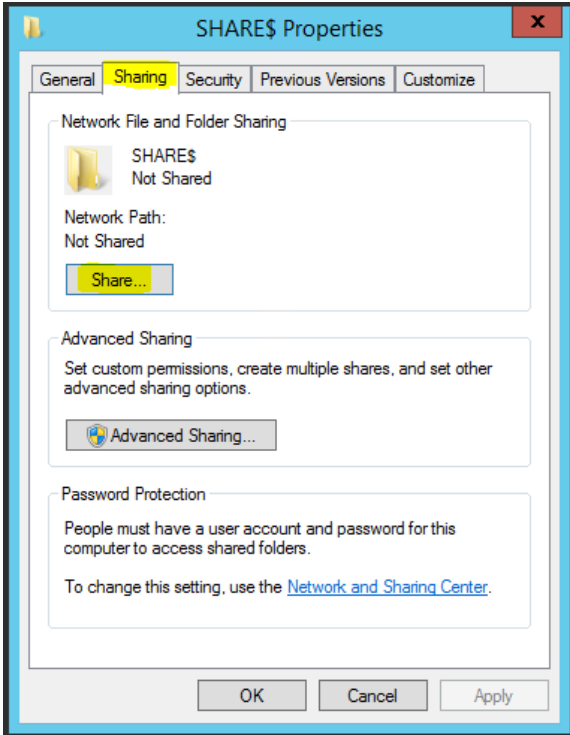 SHARE$ Properties
x
General Sharing Security Previous Versions Customize
Network File and Folder Sharing
SHARE$
Not Shared
Network Path:
Not Shared
Share...
Advanced Sharing
Set custom permissions, create multiple shares, and set other
advanced sharing options.
Advanced Sharing...
Password Protection
People must have a user account and password for this
computer to access shared folders.
To change this setting, use the Network and Sharing Center.
OK Cancel Apply